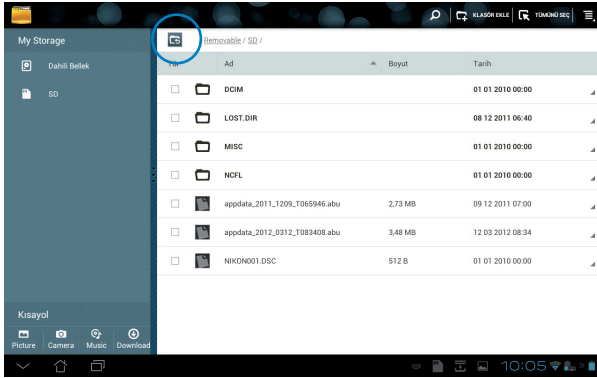 KLASÖR EKLE TÜMÜNÜ SEÇ
My Storage
Removable / SD /
Ad Boyut Tarih
Dahili Bellek
SD
DCIM 01 01 2010 00:00
LOST.DIR 08 12 2011 06:40
MISC 01 01 2010 00:00
NCFL 01 01 2010 00:00
appdata_2011_1209_T065946.abu 2,73 MB 09 12 2011 07:00
appdata_2012_0312_T083408.abu 3,48 MB 12 03 2012 08:34
NIKON001.DSC 512 B 01 01 2010 00:00
Kısayol
Picture Camera Music Download
10:05